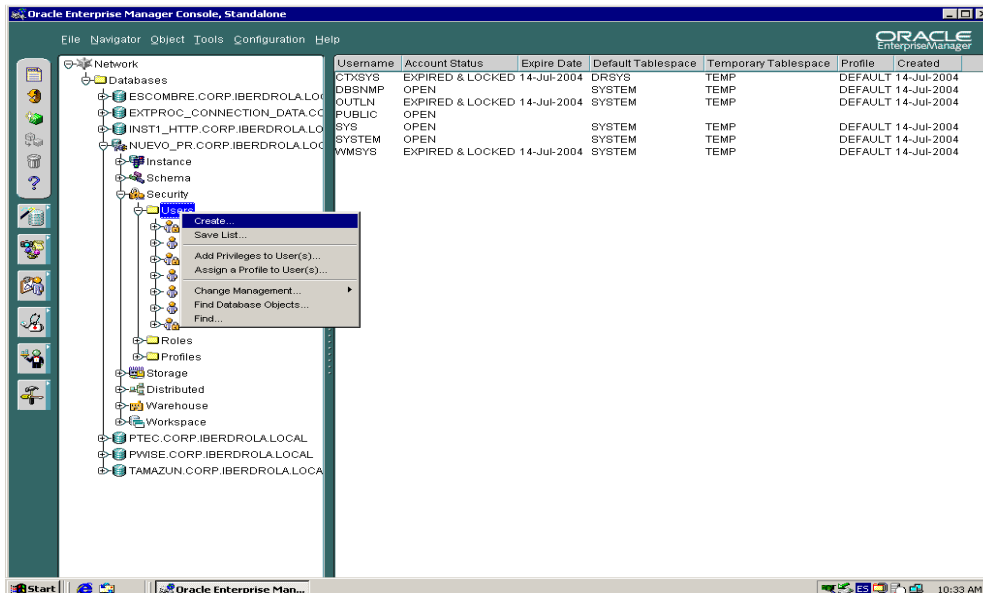 Oracle Enterprise Manager Console, Standalone
File Navigator Object Tools Configuration Help
ORACLE
EnterpriseManager
Network
Databases
ESCOMBRE.CORP.IBERDROLA.LO
EXTPROC_CONNECTION_DATA.CO
INST1_HTTP.CORP.IBERDROLA.LO
NUEVO_PR.CORP.IBERDROLA.LOC
Instance
Schema
Security
Users
Create...
Save List...
Add Privileges to User(s)...
Assign a Profile to User(s)...
Change Management...
Find Database Objects...
Find...
Roles
Profiles
Storage
Distributed
Warehouse
Workspace
PTEC.CORP.IBERDROLA.LOCAL
PWISE.CORP.IBERDROLA.LOCAL
TAMAZUN.CORP.IBERDROLA.LOCA
Username Account Status Expire Date Default Tablespace Temporary Tablespace Profile Created
CTXSYS EXPIRED & LOCKED 14-Jul-2004 DRSYS TEMP DEFAULT 14-Jul-2004
DBSNMP OPEN SYSTEM TEMP DEFAULT 14-Jul-2004
OUTLN EXPIRED & LOCKED 14-Jul-2004 SYSTEM TEMP DEFAULT 14-Jul-2004
PUBLIC OPEN
SYS OPEN SYSTEM TEMP DEFAULT 14-Jul-2004
SYSTEM OPEN SYSTEM TEMP DEFAULT 14-Jul-2004
WMSYS EXPIRED & LOCKED 14-Jul-2004 SYSTEM TEMP DEFAULT 14-Jul-2004
Start
Oracle Enterprise Man...
ES
10:33 AM